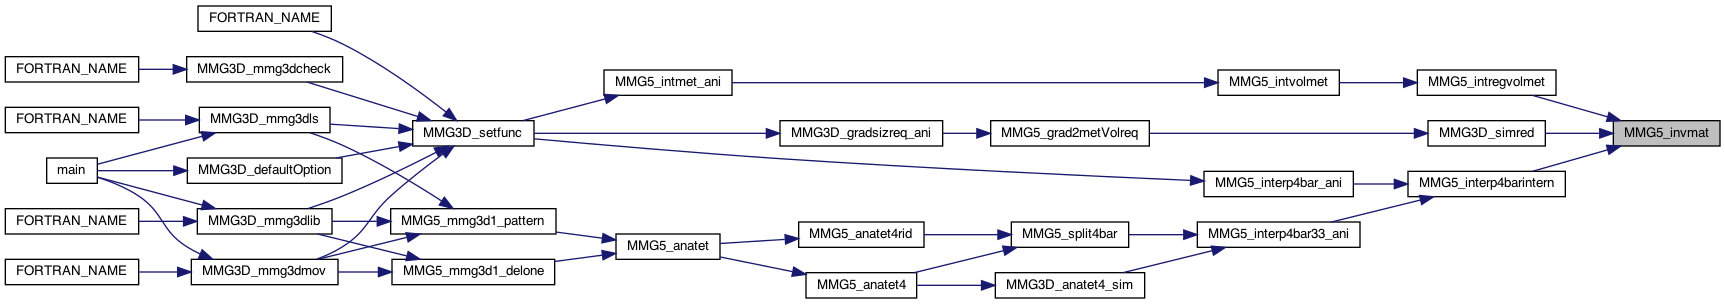 FORTRAN_NAME
FORTRAN_NAME
MMG3D_mmg3dcheck
MMG5_intmet_ani
MMG5_intvolmet
MMG5_intregvolmet
FORTRAN_NAME
MMG3D_mmg3dls
MMG3D_setfunc
MMG3D_gradsizreq_ani
MMG5_grad2metVolreq
MMG3D_simred
MMG5_invmat
main
MMG3D_defaultOption
MMG5_interp4bar_ani
MMG5_interp4barintern
FORTRAN_NAME
MMG3D_mmg3dlib
MMG5_mmg3d1_pattern
MMG5_anatet
MMG5_anatet4rid
MMG5_split4bar
MMG5_interp4bar33_ani
FORTRAN_NAME
MMG3D_mmg3dmov
MMG5_mmg3d1_delone
MMG5_anatet4
MMG3D_anatet4_sim